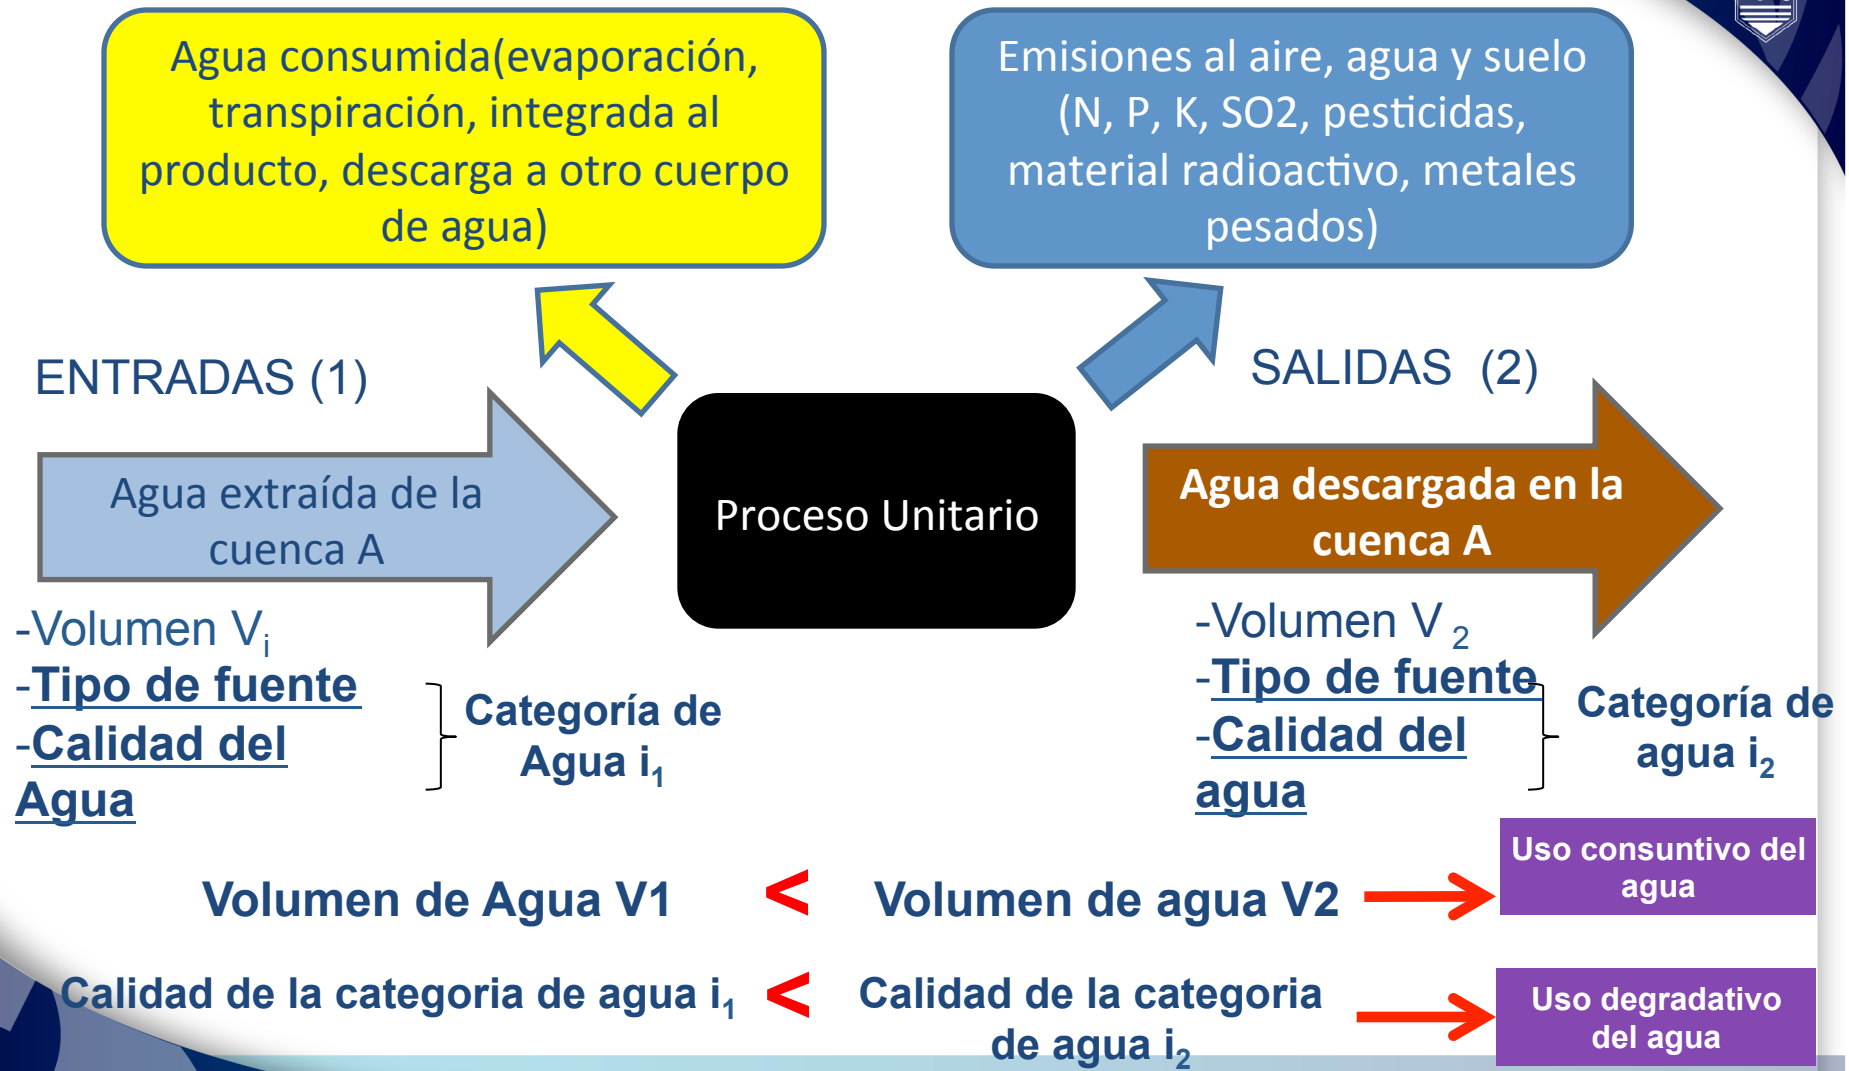 Agua consumida(evaporación,
transpiración, integrada al
producto, descarga a otro cuerpo
de agua)
Emisiones al aire, agua y suelo
(N, P, K, SO2, pesticidas,
material radioactivo, metales
pesados)
ENTRADAS (1)
SALIDAS (2)
Agua extraída de la
cuenca A
Proceso Unitario
Agua descargada en la
cuenca A
-Volumen Vi
-Tipo de fuente
-Calidad del
Agua
Categoría de
Agua i1
-Volumen V 2
-Tipo de fuente
-Calidad del
agua
Categoría de
agua i2
Volumen de Agua V1 < Volumen de agua V2
Uso consuntivo del
agua
Calidad de la categoria de agua i1 < Calidad de la categoria
de agua i2
Uso degradativo
del agua